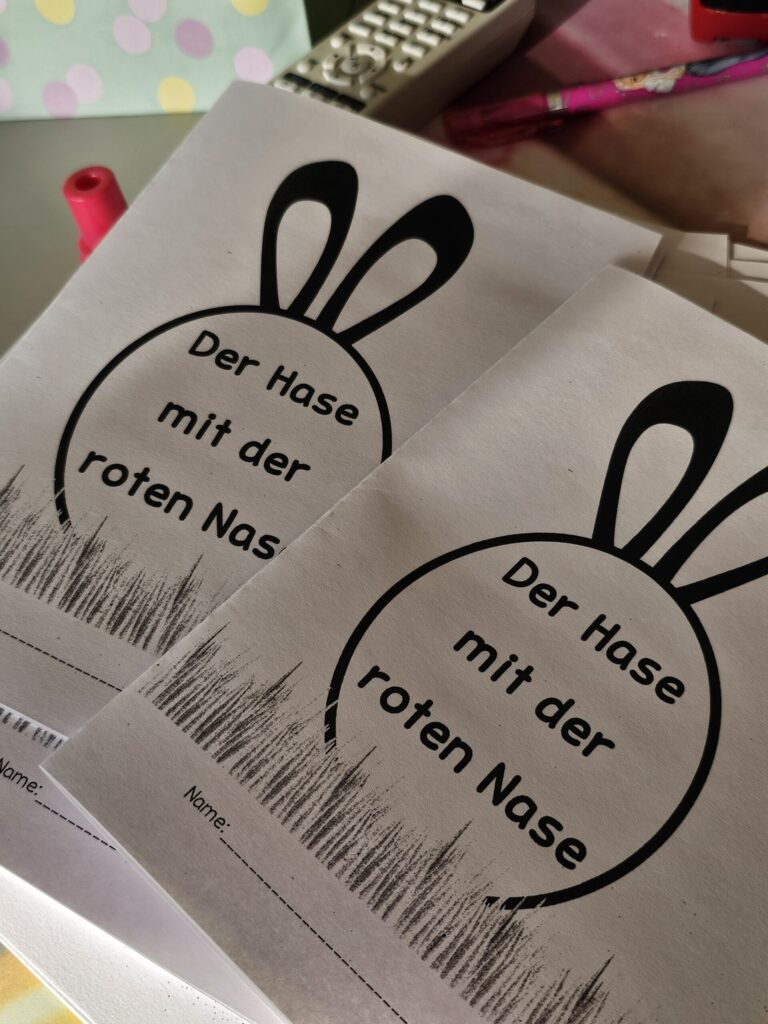 Der Hase
mit der
roten Nas
Name:
Der Hase
mit der
roten Nase
Name: